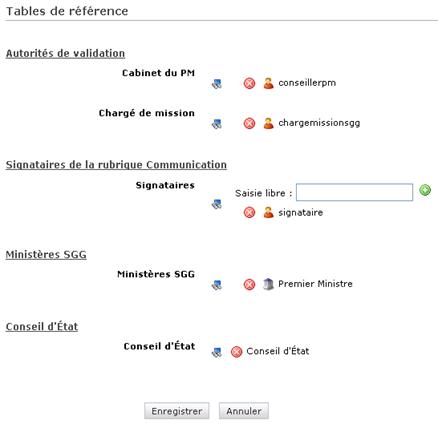 Tables de référence
Autorités de validation
Cabinet du PM conseillerpm
Chargé de mission chargemissionsgg
Signataires de la rubrique Communication
Signataires Saisie libre :
signataire
Ministères SGG
Ministères SGG Premier Ministre
Conseil d'État
Conseil d'État Conseil d'État
Enregistrer Annuler